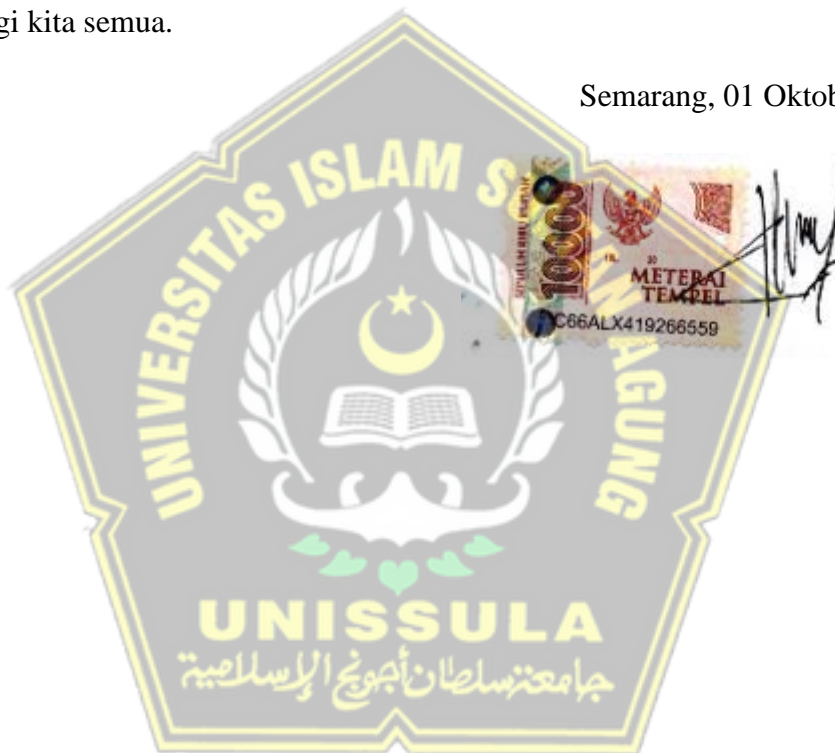 gi kita semua.
Semarang, 01 Oktob
UNIVERSITAS ISLAM S AGUNG
10000
METERAI
TEMPEL
C66ALX419266559
UNISSULA
جامعة سلطان أجونج الإسلامية